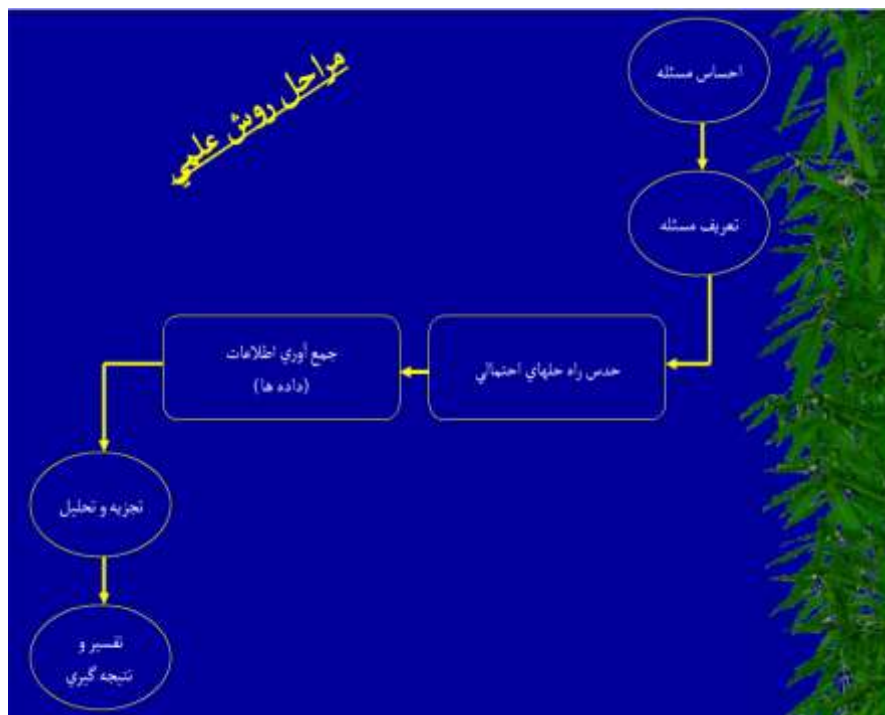 مراحل روش علمي
احساس مسئله
تعريف مسئله
حدس راه حلهاي احتمالي
جمع آوري اطلاعات
(داده ها)
تجزيه و تحليل
تفسير و
نتيجه گيري